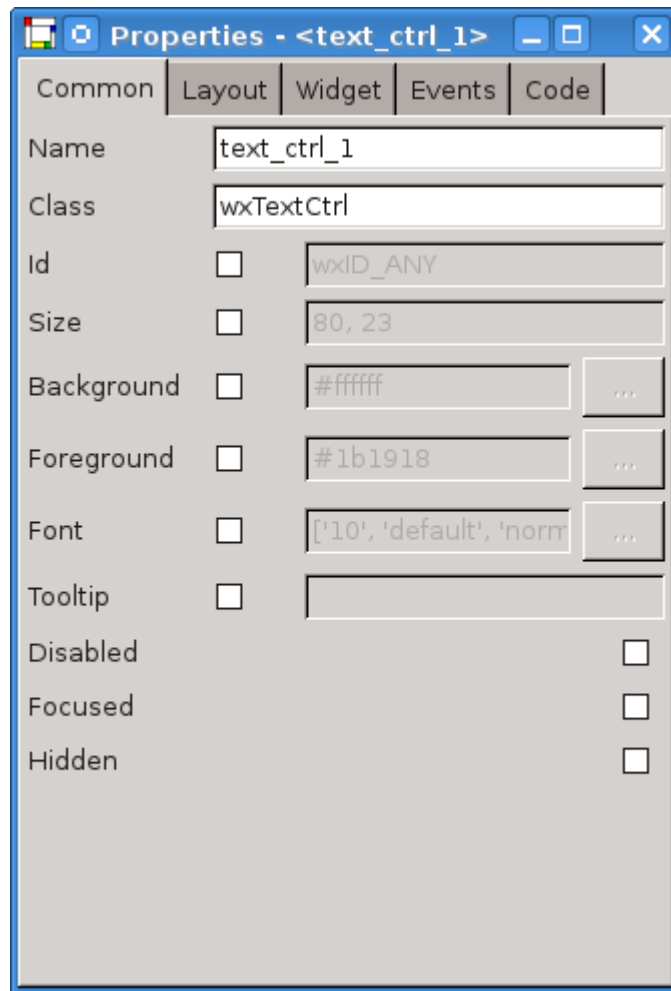 Properties - <text_ctrl_1>
Common Layout Widget Events Code
Name text_ctrl_1
Class wxTextCtrl
Id wxID_ANY
Size 80, 23
Background #ffffff ...
Foreground #1b1918 ...
Font ['10', 'default', 'norm ...
Tooltip
Disabled
Focused
Hidden